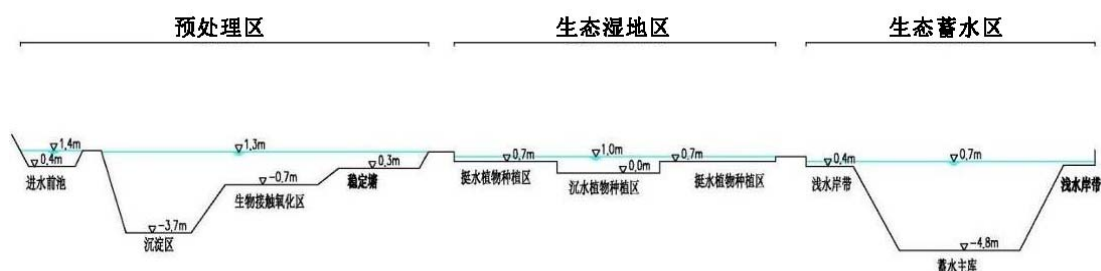 预处理区 生态湿地区 生态蓄水区
1.4m 1.3m 1.0m 0.7m
0.4m 0.3m 0.7m 0.0m 0.7m 0.4m
进水前池 -0.7m 稳定塘 挺水植物种植区 沉水植物种植区 挺水植物种植区 浅水岸带 浅水岸带
生物接触氧化区
-3.7m
沉淀区 -4.8m
蓄水主库